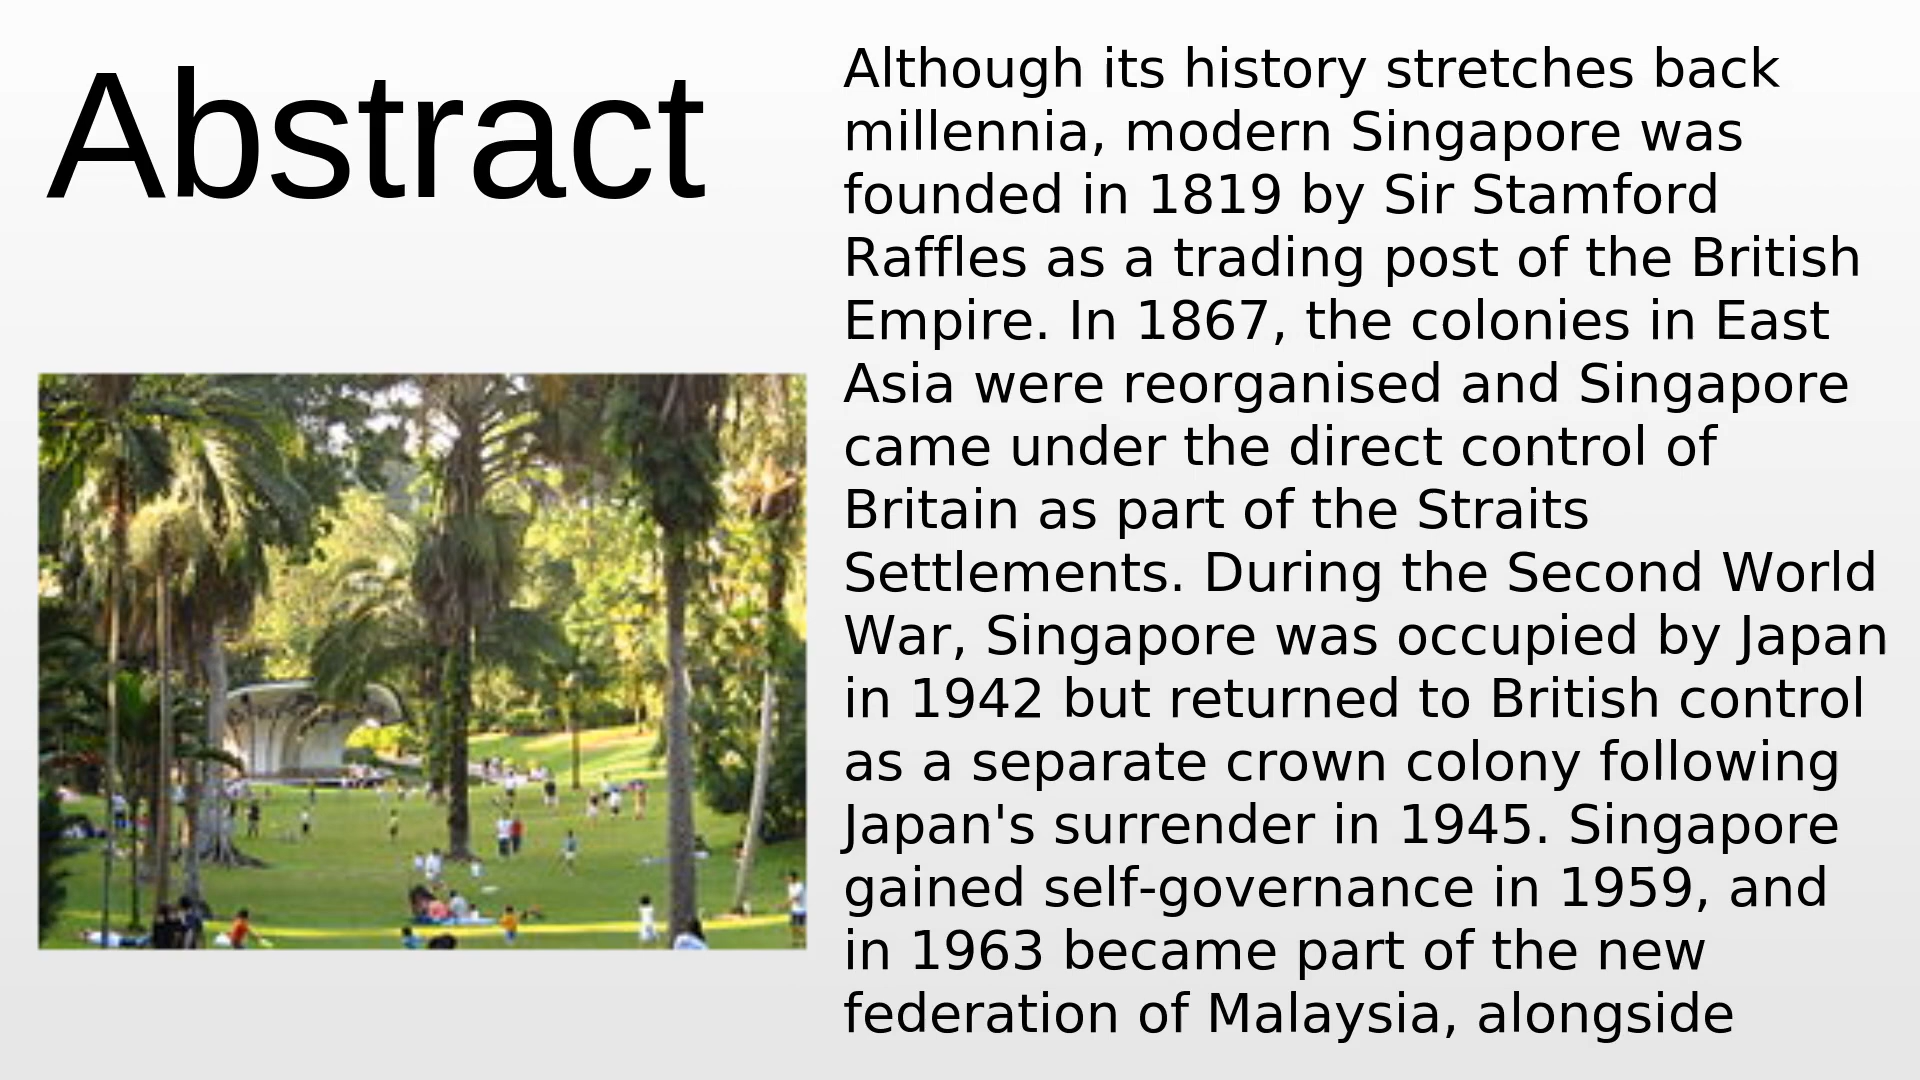 Abstract
Although its history stretches back
millennia, modern Singapore was
founded in 1819 by Sir Stamford
Raffles as a trading post of the British
Empire. In 1867, the colonies in East
Asia were reorganised and Singapore
came under the direct control of
Britain as part of the Straits
Settlements. During the Second World
War, Singapore was occupied by Japan
in 1942 but returned to British control
as a separate crown colony following
Japan's surrender in 1945. Singapore
gained self-governance in 1959, and
in 1963 became part of the new
federation of Malaysia, alongside